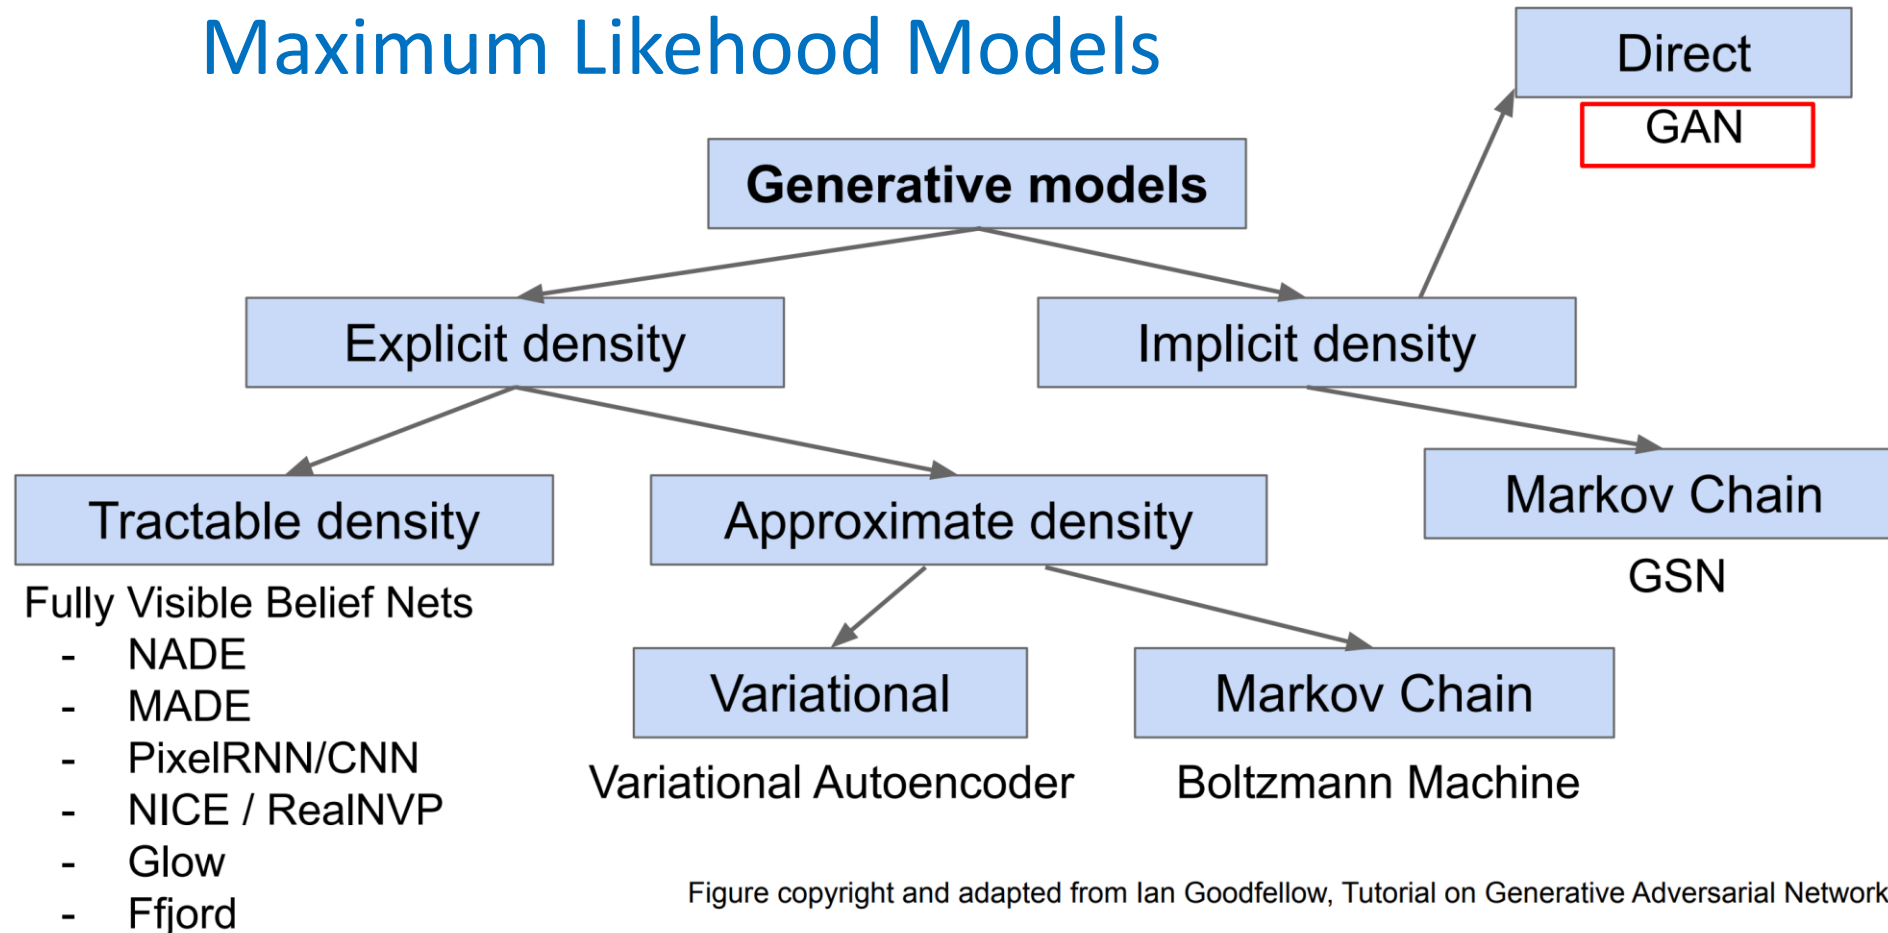 Maximum Likehood Models
Direct
GAN
Generative models
Explicit density
Implicit density
Tractable density
Approximate density
Markov Chain
GSN
Fully Visible Belief Nets
- NADE
- MADE
- PixelRNN/CNN
- NICE / RealNVP
- Glow
- Ffjord
Variational
Markov Chain
Variational Autoencoder
Boltzmann Machine
Figure copyright and adapted from Ian Goodfellow, Tutorial on Generative Adversarial Network